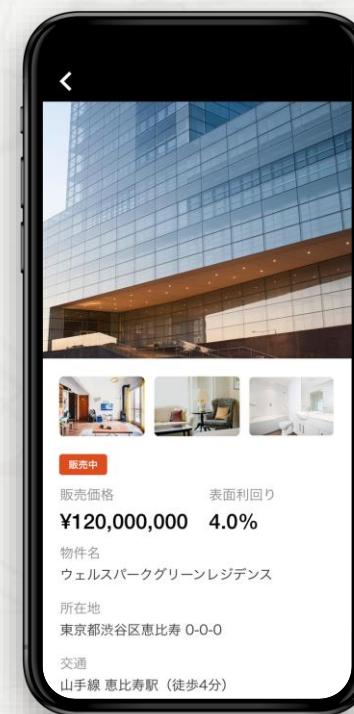 販売中
販売価格 表面利回り
¥120,000,000 4.0%
物件名
ウェルスパークグリーンレジデンス
所在地
東京都渋谷区恵比寿 0-0-0
交通
山手線 恵比寿駅（徒歩4分）